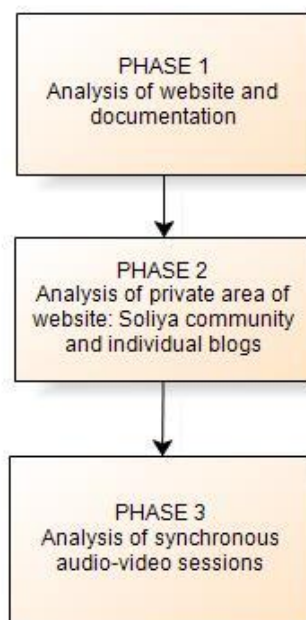 PHASE 1
Analysis of website and
documentation
PHASE 2
Analysis of private area of
website: Soliya community
and individual blogs
PHASE 3
Analysis of synchronous
audio-video sessions